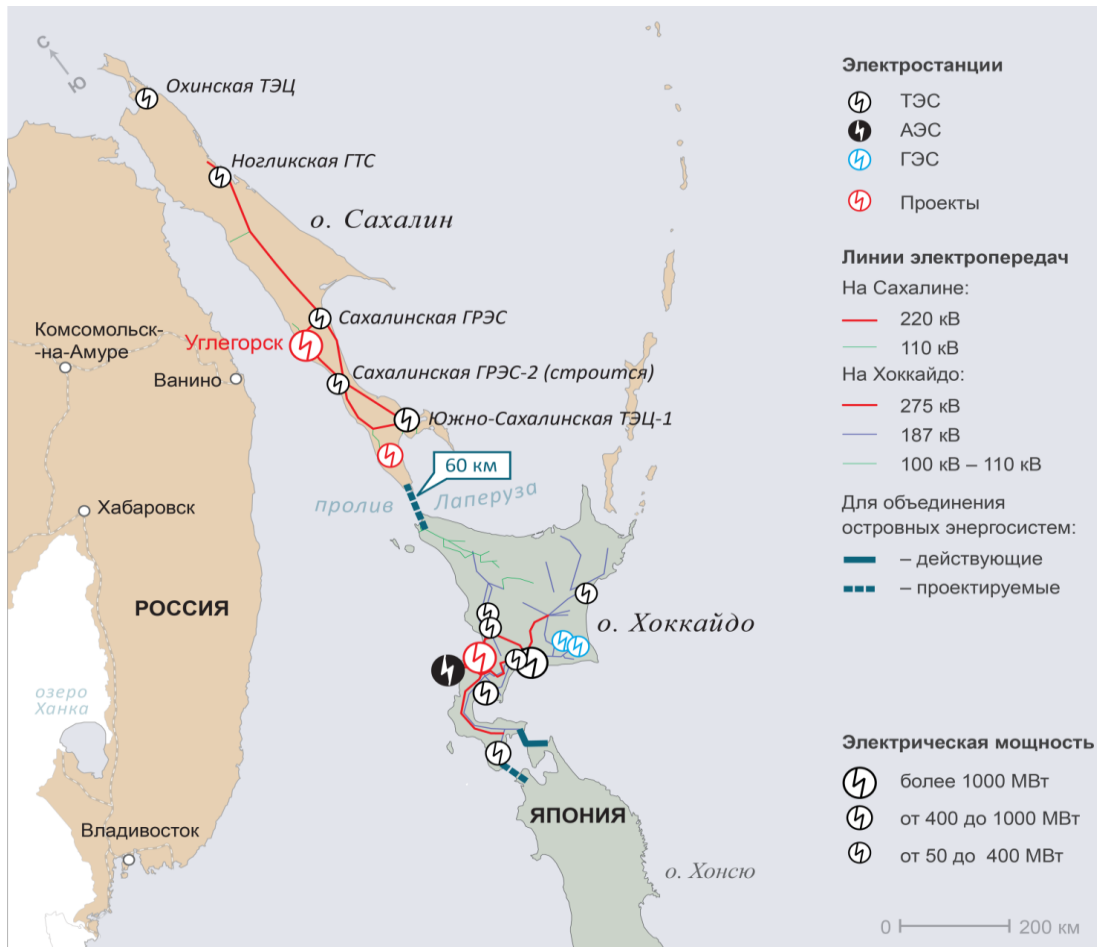 С
Ю
Охинская ТЭЦ
Ногликская ГТС
о. Сахалин
Сахалинская ГРЭС
Комсомольск-
-на-Амуре
Углегорск
Ванино
Сахалинская ГРЭС-2 (строится)
Южно-Сахалинская ТЭЦ-1
60 км
пролив Лаперуза
Хабаровск
РОССИЯ
о. Хоккайдо
озеро
Ханка
Владивосток
ЯПОНИЯ
о. Хонсю
Электростанции
ТЭС
АЭС
ГЭС
Проекты
Линии электропередач
На Сахалине:
220 кВ
110 кВ
На Хоккайдо:
275 кВ
187 кВ
100 кВ – 110 кВ
Для объединения
островных энергосистем:
– действующие
– проектируемые
Электрическая мощность
более 1000 МВт
от 400 до 1000 МВт
от 50 до 400 МВт
0 200 км